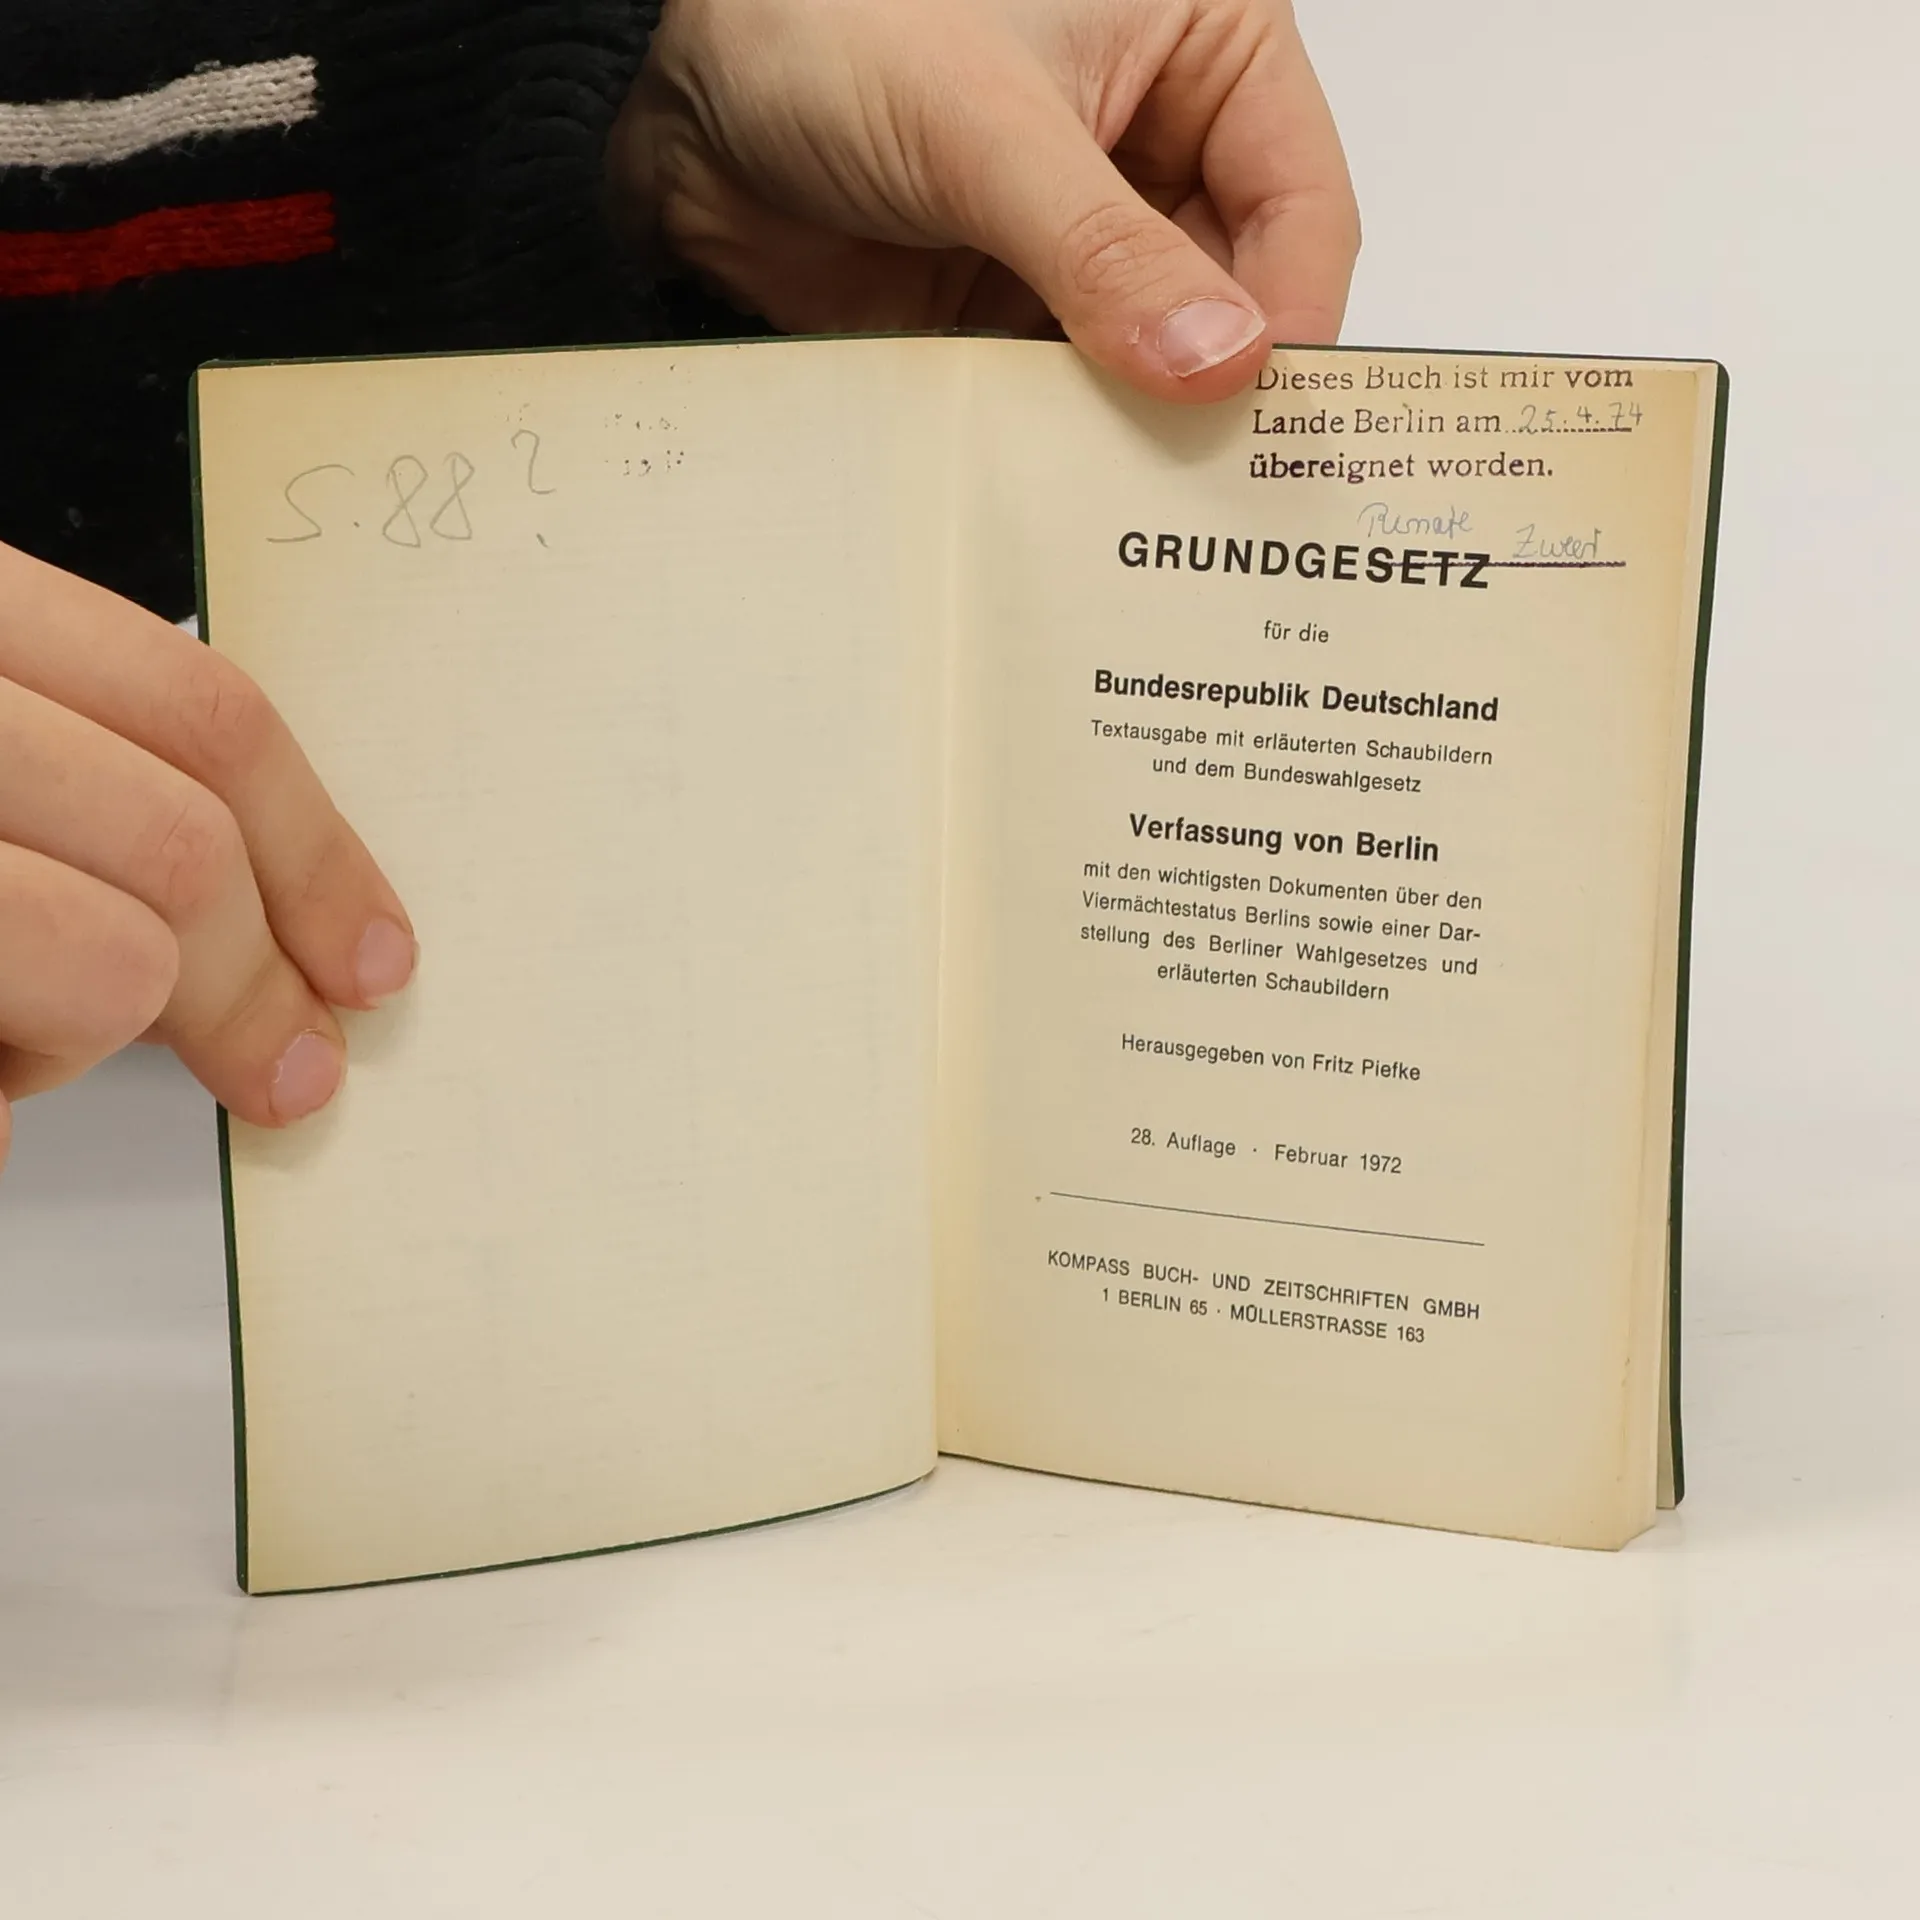 S. 88?
Dieses Buch ist mir vom
Lande Berlin am 25.4.74
übereignet worden.
Renate
GRUNDGESETZ
für die
Bundesrepublik Deutschland
Textausgabe mit erläuterten Schaubildern
und dem Bundeswahlgesetz
Verfassung von Berlin
mit den wichtigsten Dokumenten über den
Viermächtestatus Berlins sowie einer Dar-
stellung des Berliner Wahlgesetzes und
erläuterten Schaubildern
Herausgegeben von Fritz Piefke
28. Auflage · Februar 1972
KOMPASS BUCH- UND ZEITSCHRIFTEN GMBH
1 BERLIN 65 · MÜLLERSTRASSE 163